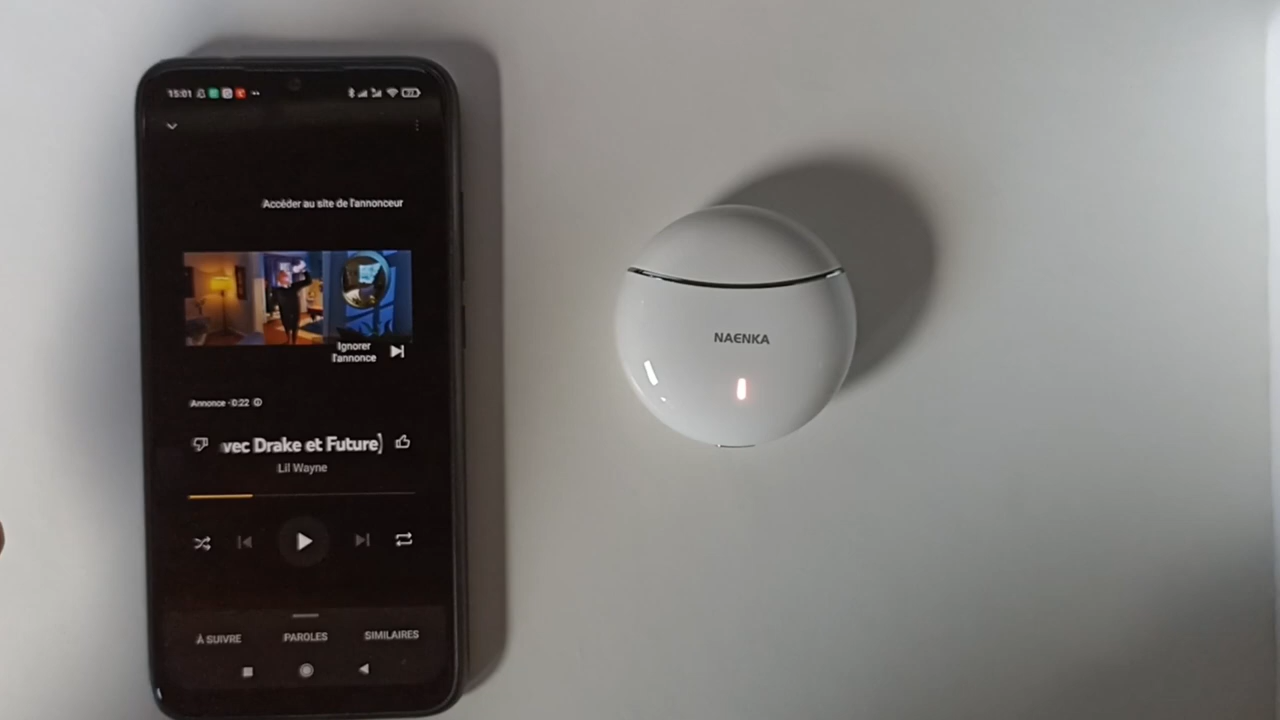 15:01
Accéder au site de l'annonceur
Ignorer
l'annonce
Annonce · 0:22
vec Drake et Future)
Lil Wayne
À SUIVRE PAROLES SIMILAIRES
NAENKA